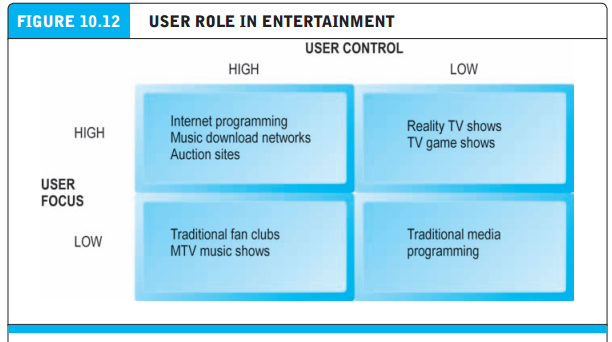 FIGURE 10.12 USER ROLE IN ENTERTAINMENT
USER CONTROL
HIGH LOW
HIGH
Internet programming
Music download networks
Auction sites
Reality TV shows
TV game shows
USER
FOCUS
LOW
Traditional fan clubs
MTV music shows
Traditional media
programming